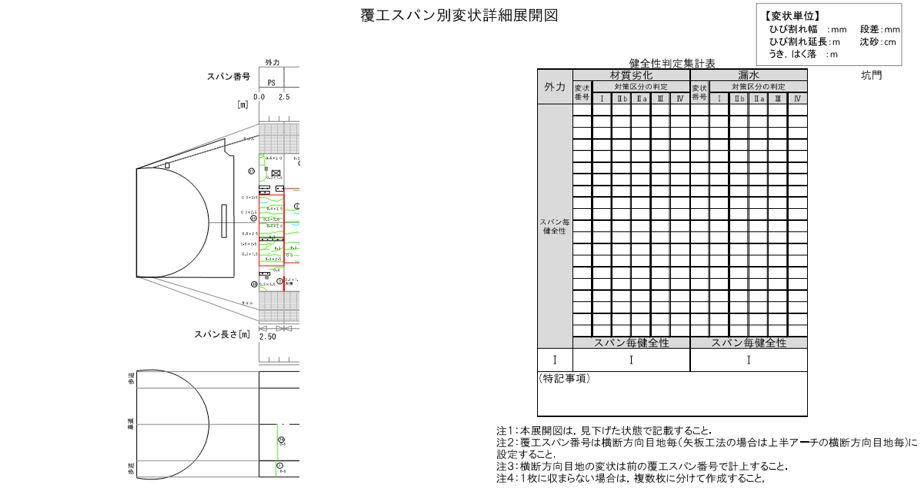 覆工スパン別変状詳細展開図
【変状単位】
ひび割れ幅 :mm 段差:mm
ひび割れ延長:m 沈砂:cm
うき, はく落 :m
坑門
外力
スパン番号
PS
[m]
0.0 2.5
スパン長さ[m]
2.50
歩道
車道
歩道
健全性判定集計表
外力 材質劣化 漏水
変状番号 対策区分の判定 変状番号 対策区分の判定
Ⅰ Ⅱb Ⅱa Ⅲ Ⅳ Ⅰ Ⅱb Ⅱa Ⅲ Ⅳ
スパン毎
健全性
スパン毎健全性 スパン毎健全性
Ⅰ Ⅰ Ⅰ
(特記事項)
注1:本展開図は, 見下げた状態で記載すること.
注2:覆工スパン番号は横断方向目地毎(矢板工法の場合は上半アーチの横断方向目地毎)に
設定すること.
注3:横断方向目地の変状は前の覆工スパン番号で計上すること.
注4:1枚に収まらない場合は, 複数枚に分けて作成すること.